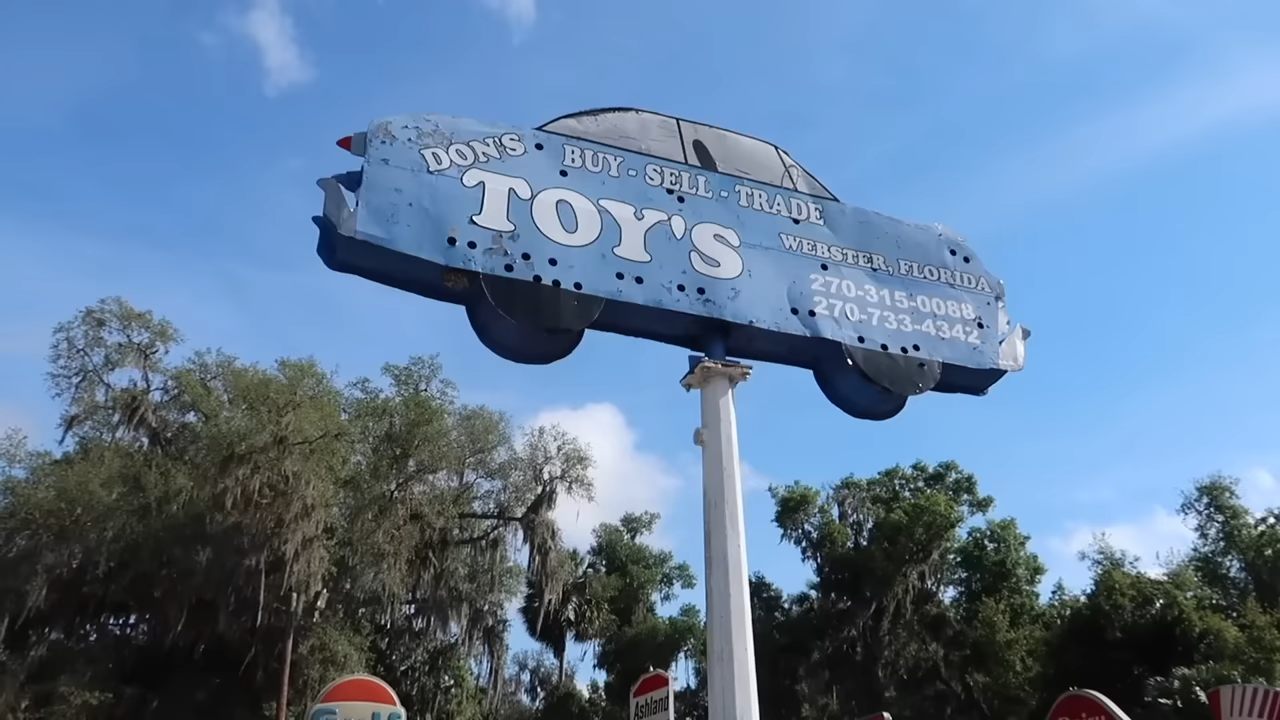 DON'S
BUY - SELL - TRADE
TOY'S
WEBSTER, FLORIDA
270-315-0088
270-733-4342
Ashland